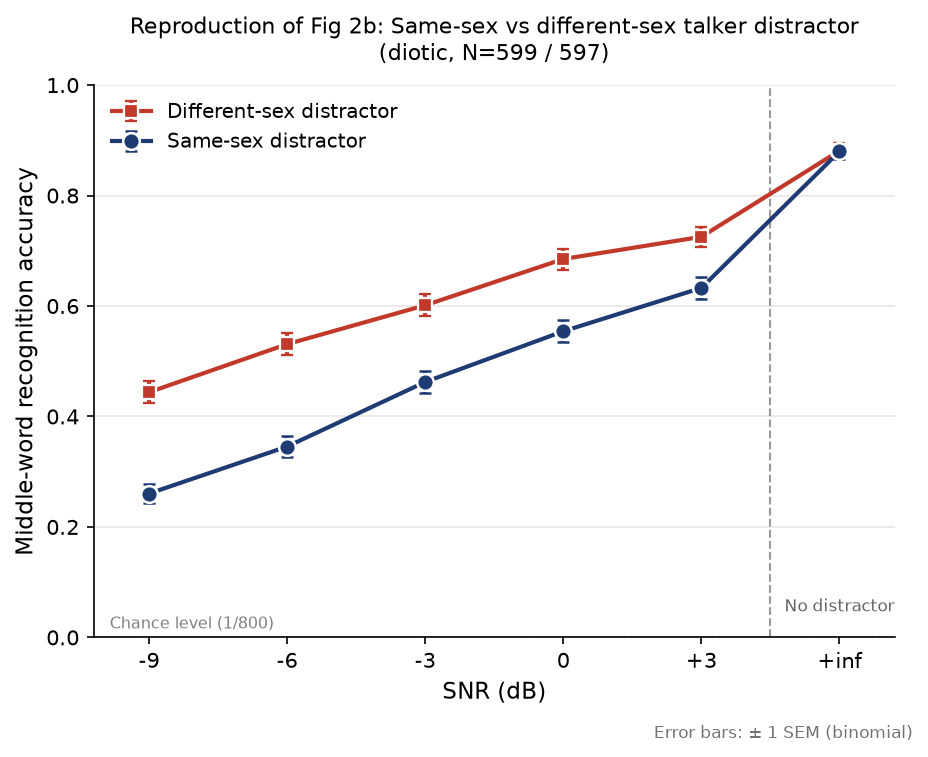 Reproduction of Fig 2b: Same-sex vs different-sex talker distractor
(diotic, N=599 / 597)
Different-sex distractor
Same-sex distractor
Middle-word recognition accuracy
1.0
0.8
0.6
0.4
0.2
0.0
Chance level (1/800)
No distractor
-9
-6
-3
0
+3
+inf
SNR (dB)
Error bars: ± 1 SEM (binomial)